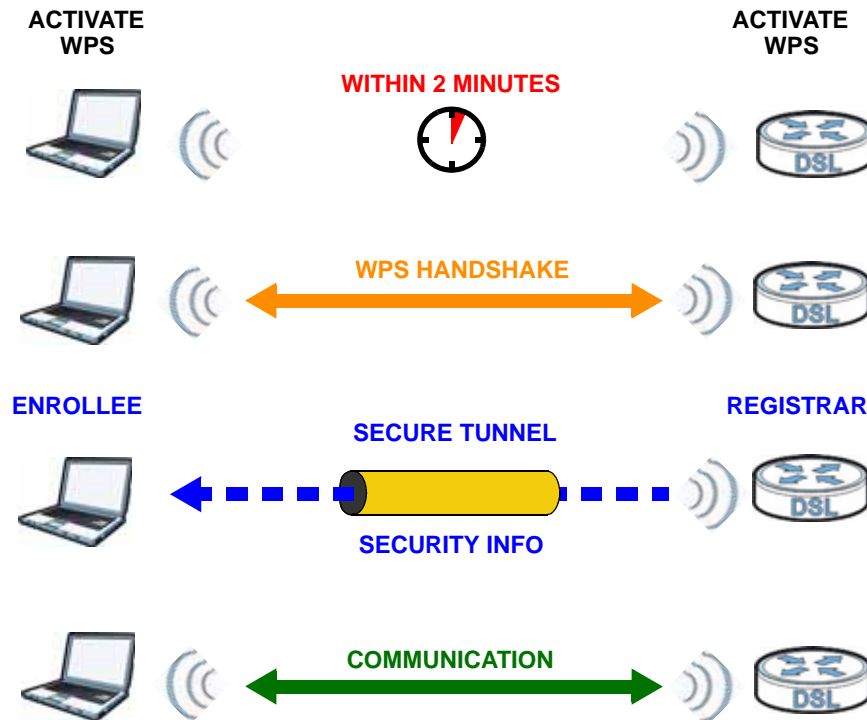 ACTIVATE
WPS
ACTIVATE
WPS
WITHIN 2 MINUTES
DSL
WPS HANDSHAKE
DSL
ENROLLEE
REGISTRAR
SECURE TUNNEL
DSL
SECURITY INFO
COMMUNICATION
DSL